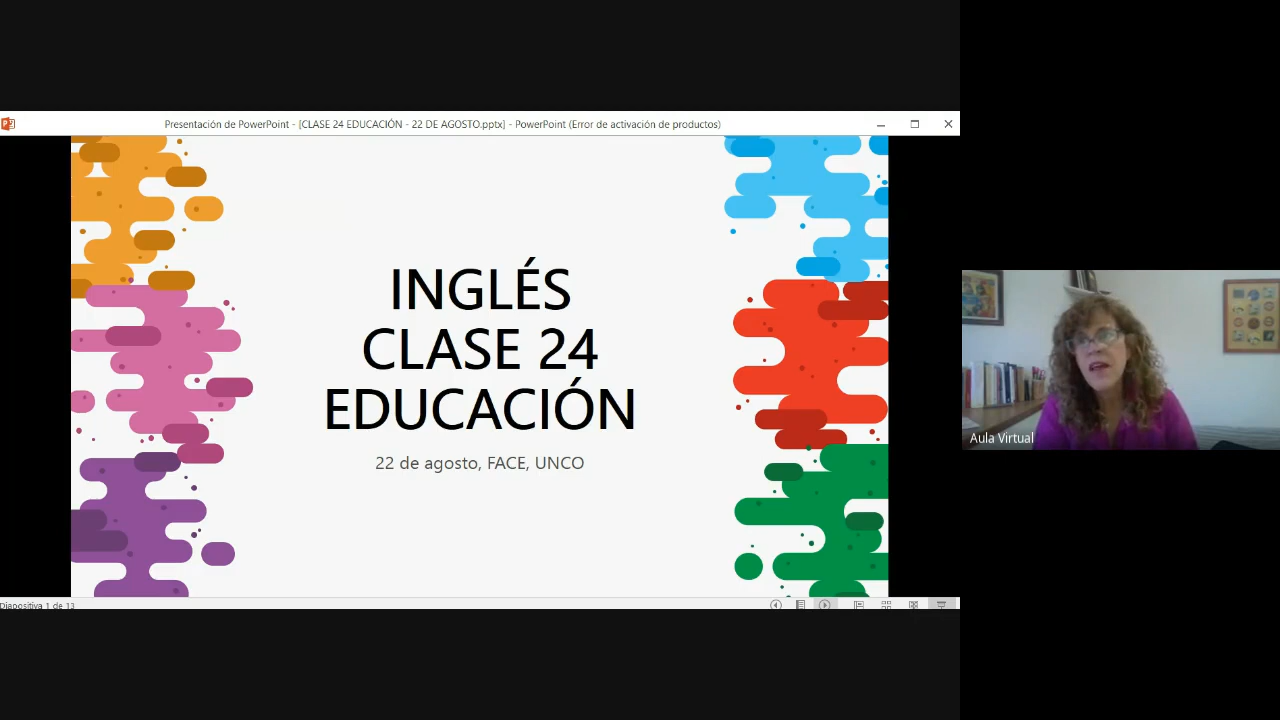 Presentación de PowerPoint - [CLASE 24 EDUCACIÓN - 22 DE AGOSTO.pptx] - PowerPoint (Error de activación de productos)
INGLÉS
CLASE 24
EDUCACIÓN
22 de agosto, FACE, UNCO
Aula Virtual
Diapositiva 1 de 13